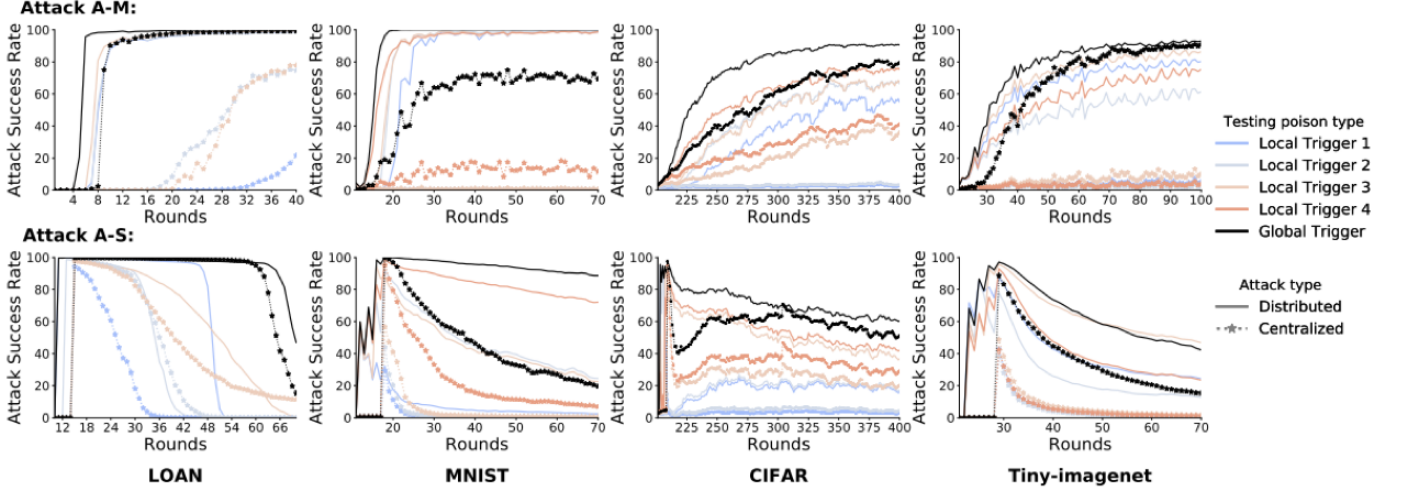 Attack A-M:
Attack Success Rate
100
80
60
40
20
0
4 8 12 16 20 24 28 32 36 40
Rounds
Attack Success Rate
100
80
60
40
20
0
20 30 40 50 60 70
Rounds
Attack Success Rate
100
80
60
40
20
0
225 250 275 300 325 350 375 400
Rounds
Attack Success Rate
100
80
60
40
20
0
30 40 50 60 70 80 90 100
Rounds
Testing poison type
Local Trigger 1
Local Trigger 2
Local Trigger 3
Local Trigger 4
Global Trigger
Attack type
Distributed
Centralized
Attack A-S:
Attack Success Rate
100
80
60
40
20
0
12 18 24 30 36 42 48 54 60 66
Rounds
LOAN
Attack Success Rate
100
80
60
40
20
0
20 30 40 50 60 70
Rounds
MNIST
Attack Success Rate
100
80
60
40
20
0
225 250 275 300 325 350 375 400
Rounds
CIFAR
Attack Success Rate
100
80
60
40
20
0
30 40 50 60 70
Rounds
Tiny-imagenet